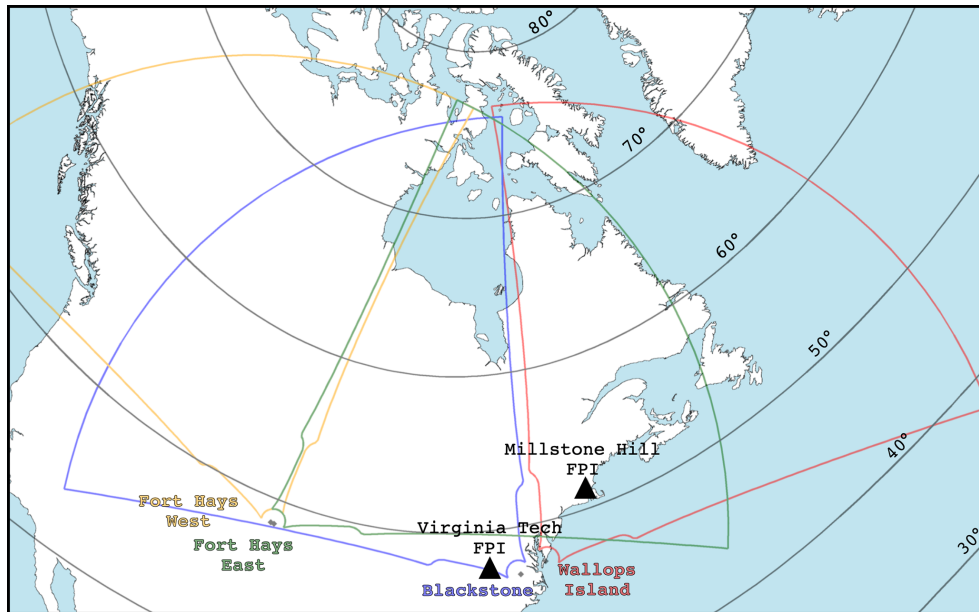 80°
70°
60°
50°
40°
30°
Millstone Hill
FPI
Fort Hays
West
Virginia Tech
FPI
Fort Hays
East
Blackstone
Wallops
Island